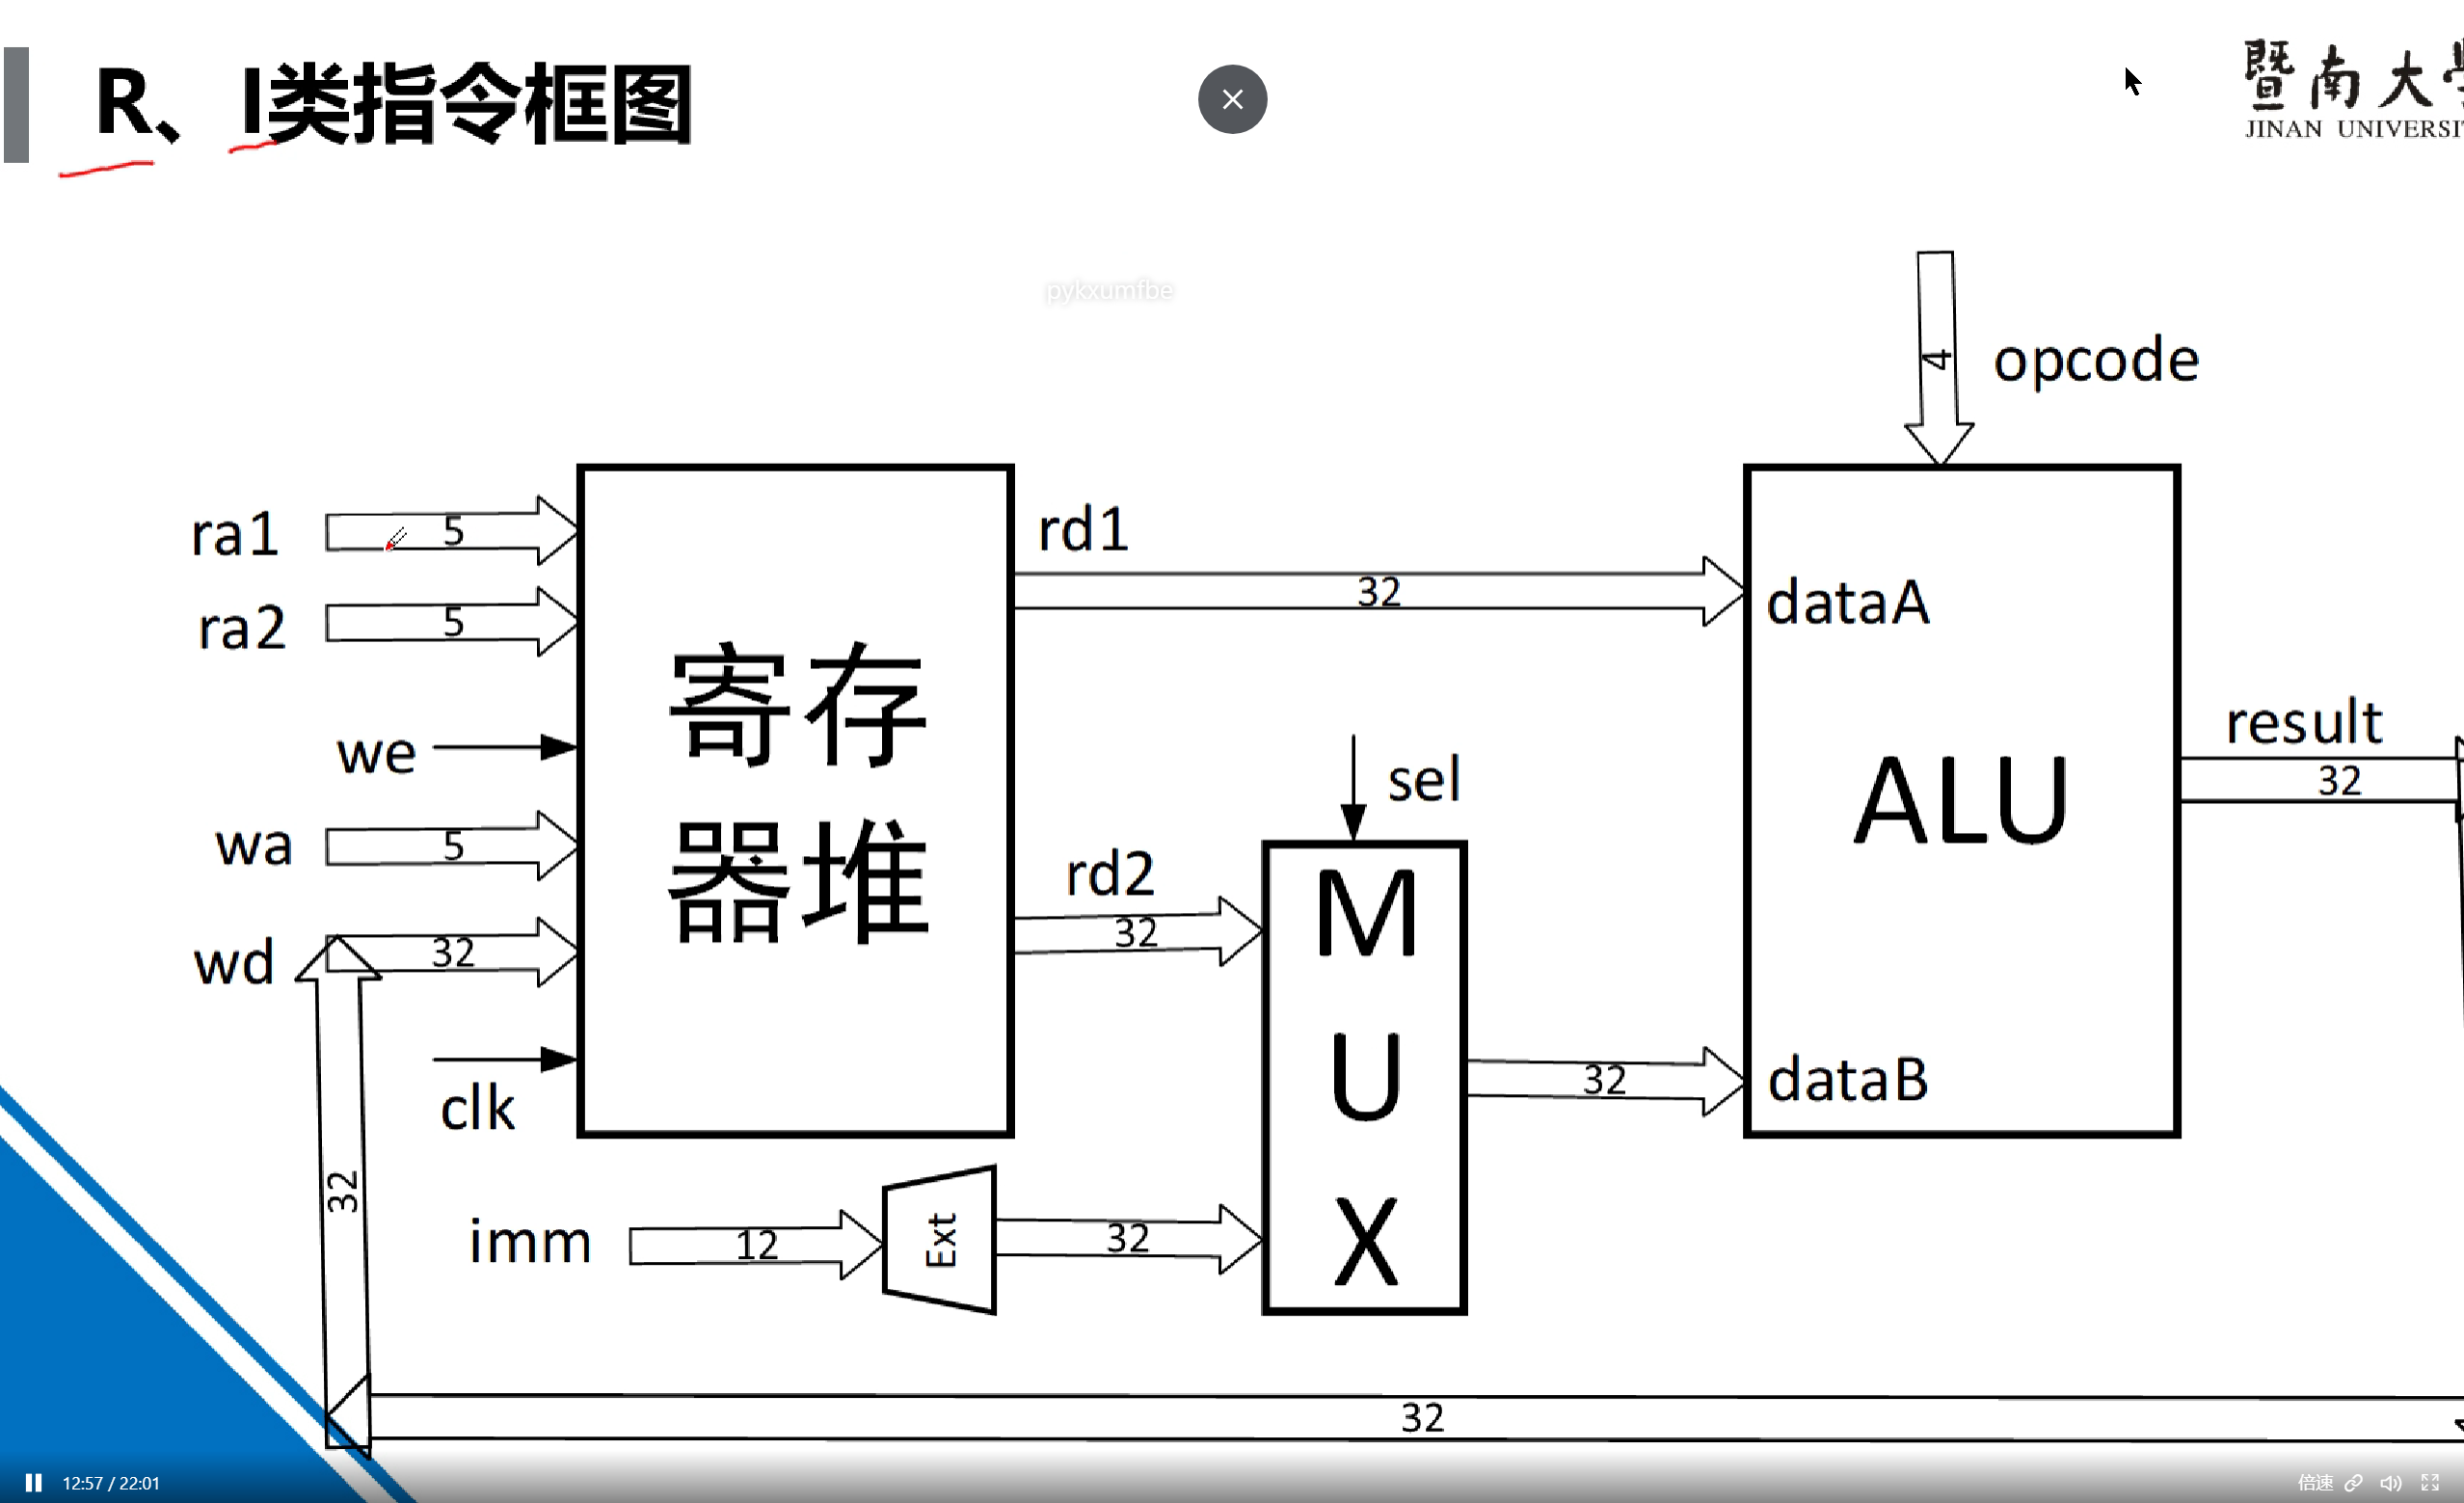 R、I类指令框图
暨南大学
JINAN UNIVERSI
pykxumfbe
4
opcode
ra1
5
rd1
32
dataA
ra2
5
寄存
器堆
we
sel
result
32
ALU
wa
5
rd2
32
MUX
wd
32
clk
32
dataB
32
imm
12
Ext
32
32
12:57 / 22:01
倍速